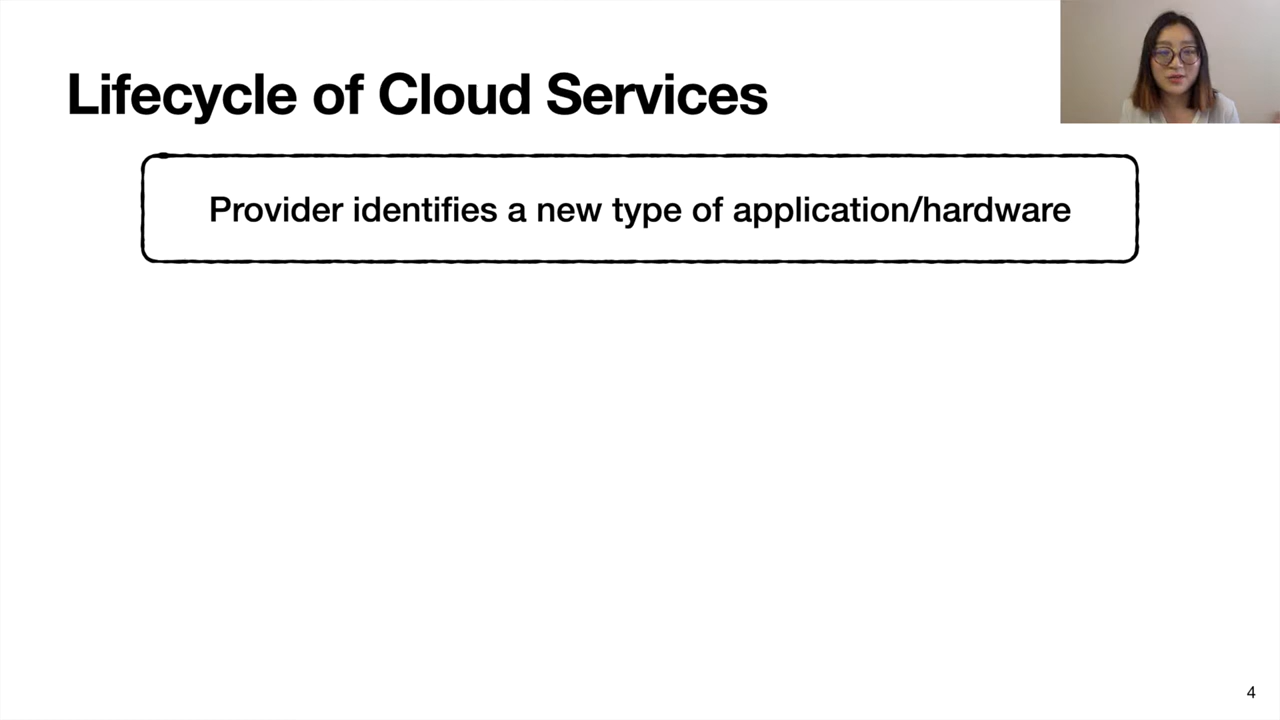 Lifecycle of Cloud Services
Provider identifies a new type of application/hardware
4